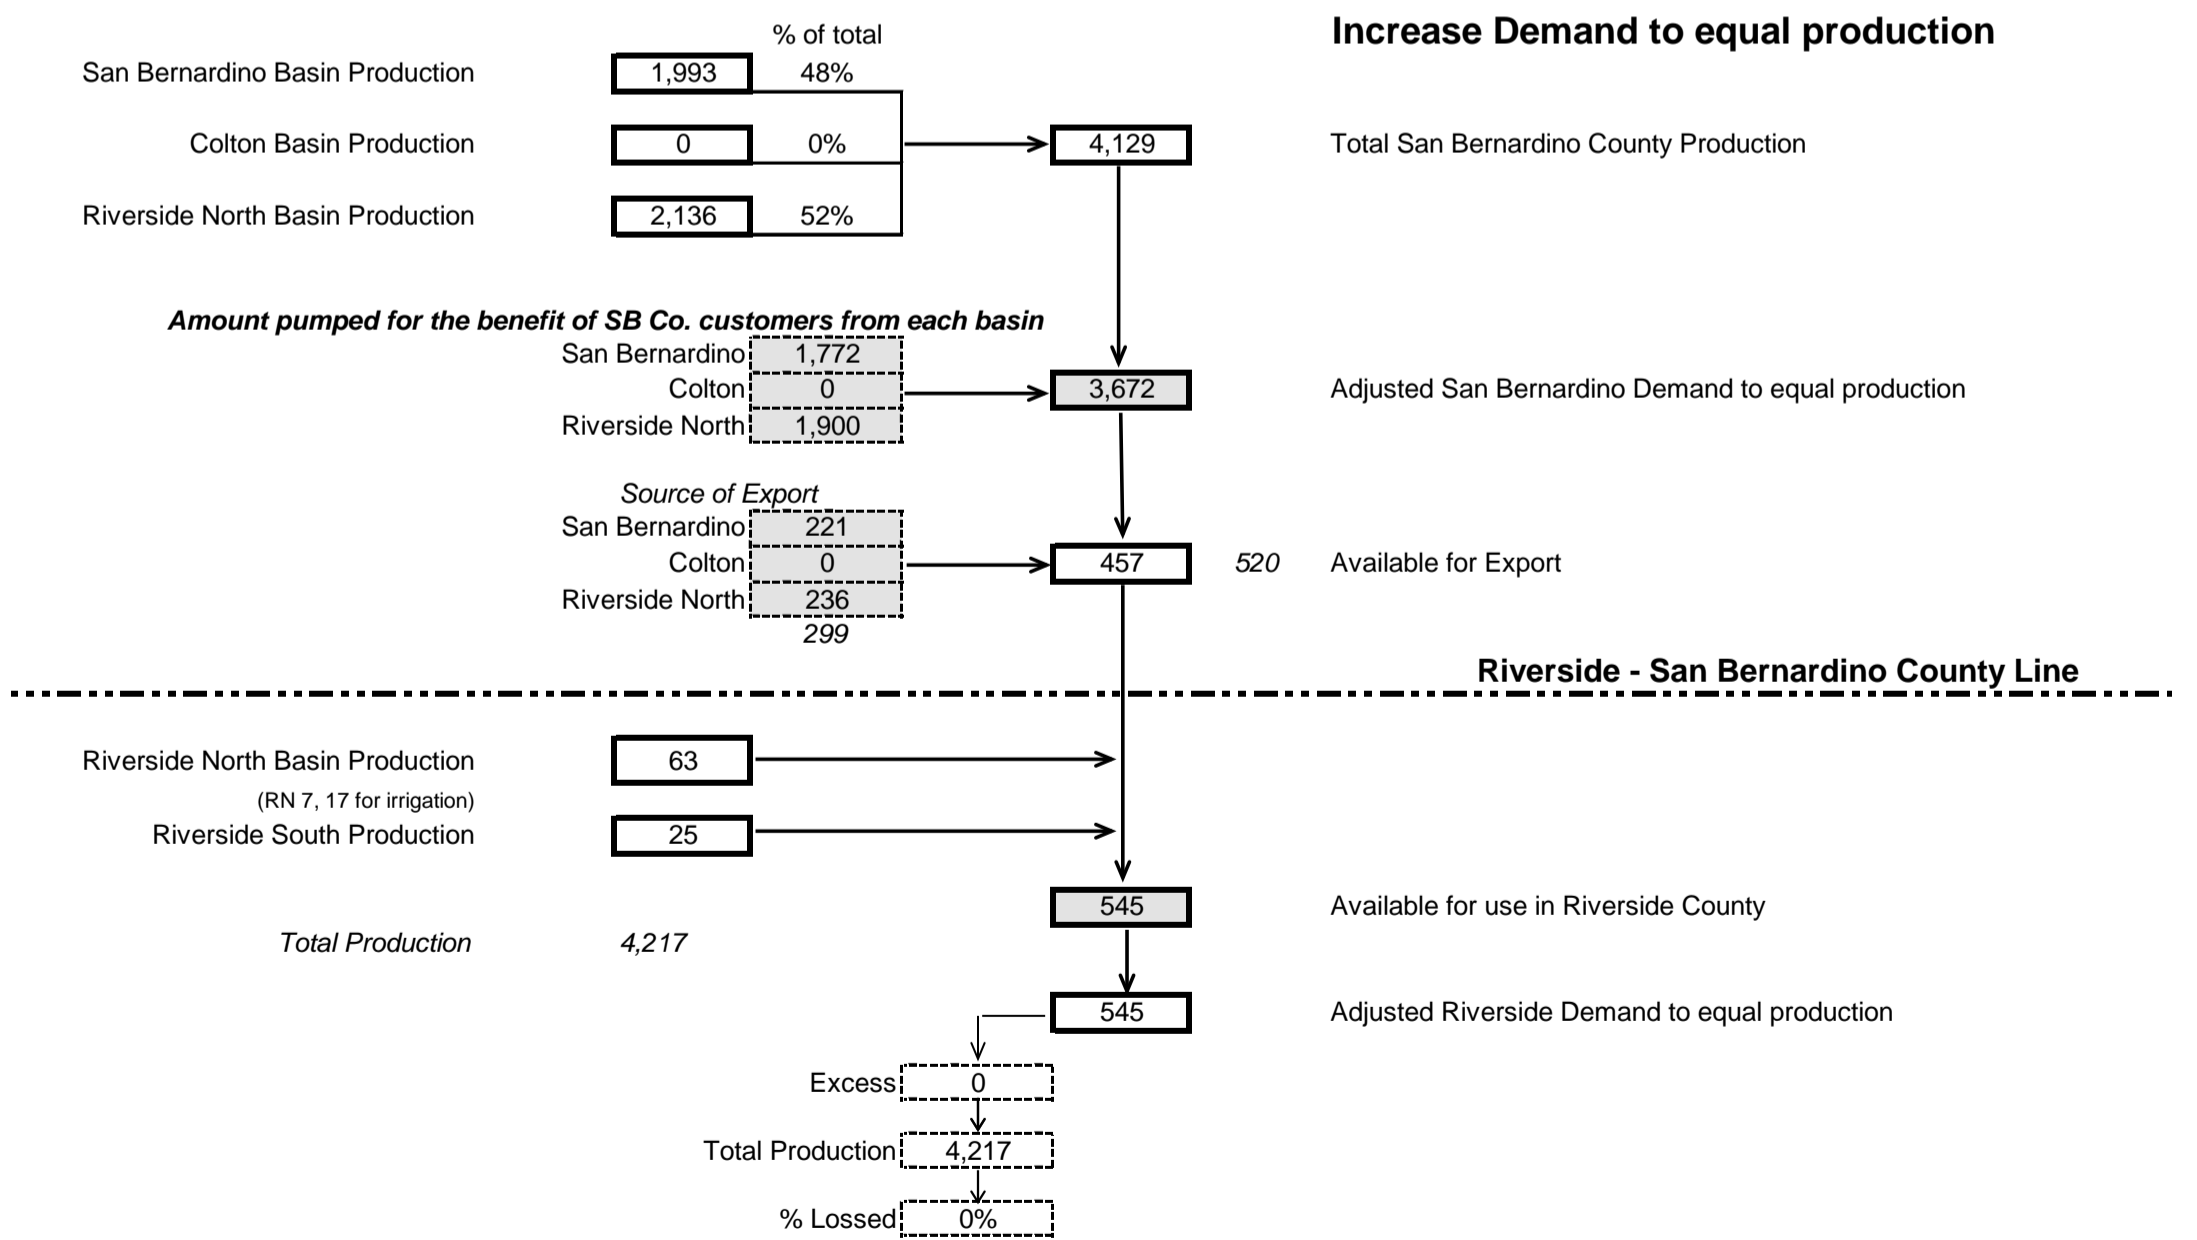 % of total
Increase Demand to equal production
San Bernardino Basin Production 1,993 48%
Colton Basin Production 0 0% 4,129 Total San Bernardino County Production
Riverside North Basin Production 2,136 52%
Amount pumped for the benefit of SB Co. customers from each basin
San Bernardino 1,772
Colton 0 3,672 Adjusted San Bernardino Demand to equal production
Riverside North 1,900
Source of Export
San Bernardino 221
Colton 0 457 520 Available for Export
Riverside North 236
299
Riverside - San Bernardino County Line
Riverside North Basin Production 63
(RN 7, 17 for irrigation)
Riverside South Production 25
545 Available for use in Riverside County
Total Production 4,217
545 Adjusted Riverside Demand to equal production
Excess 0
Total Production 4,217
% Lossed 0%